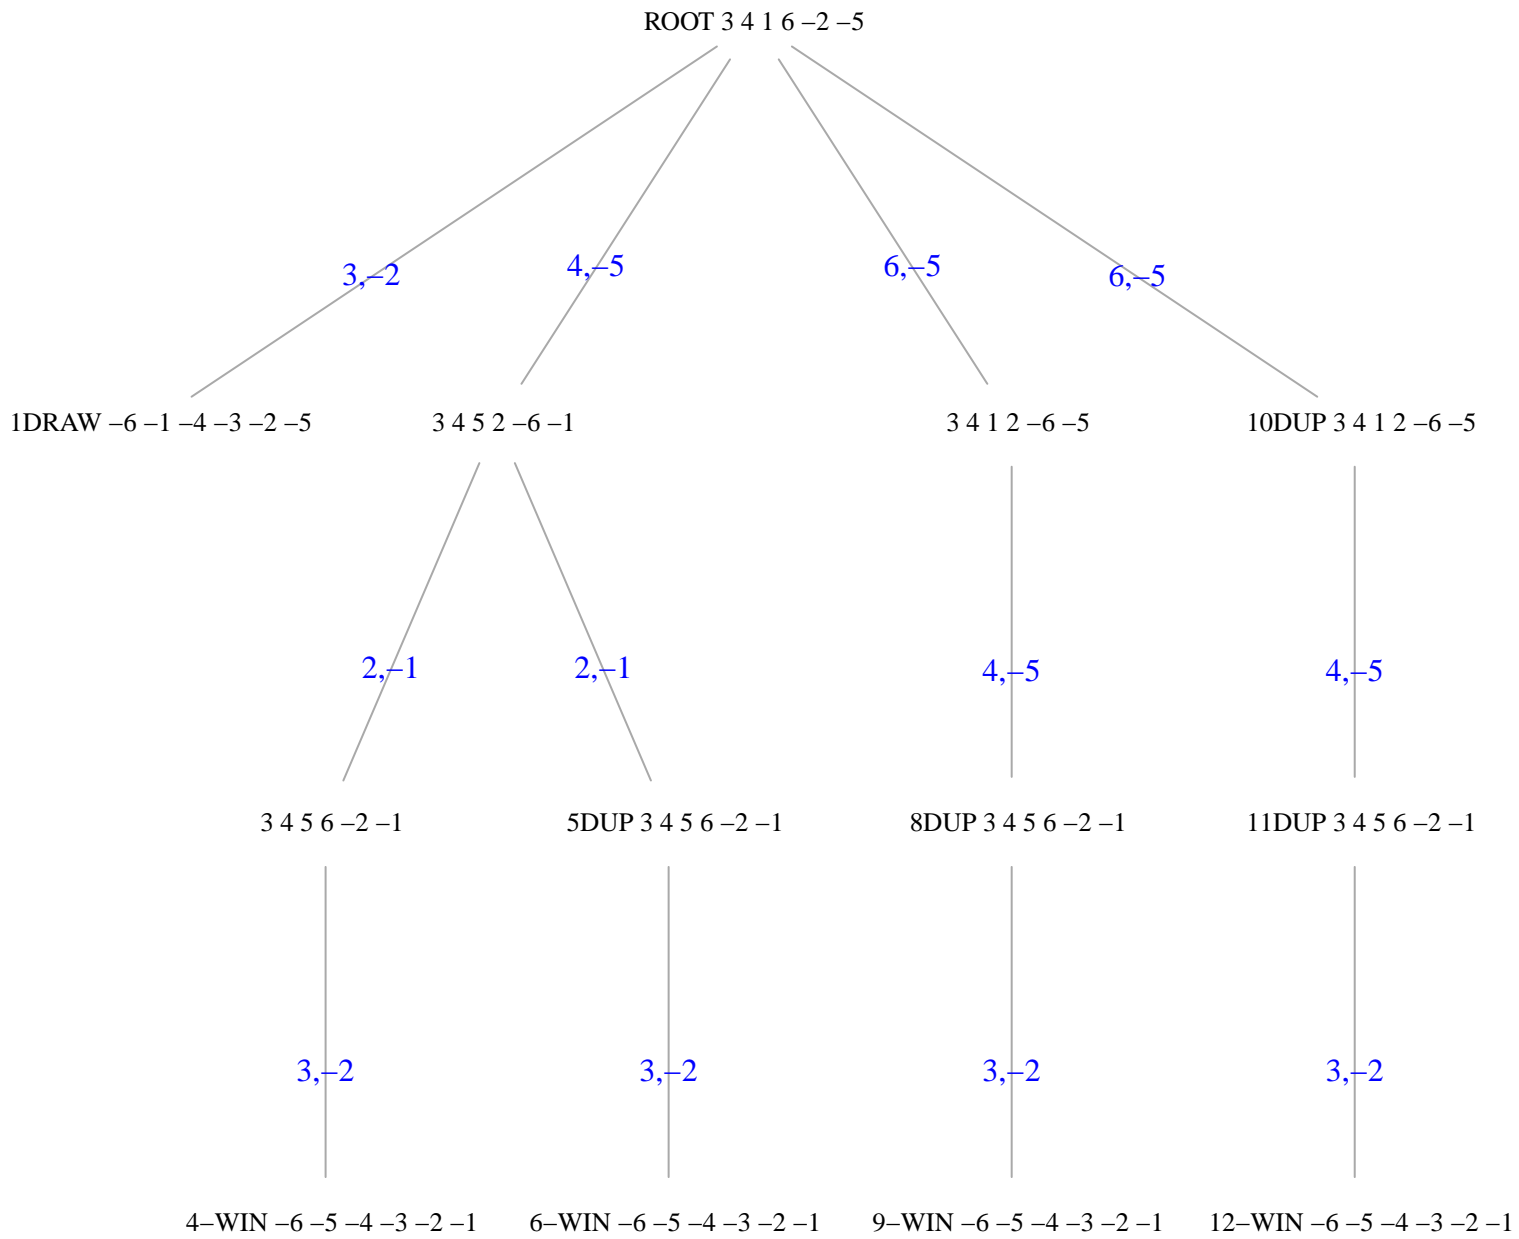 ROOT 3 4 1 6 –2 –5
3,–2
4,–5
6,–5
6,–5
1DRAW –6 –1 –4 –3 –2 –5
3 4 5 2 –6 –1
3 4 1 2 –6 –5
10DUP 3 4 1 2 –6 –5
2,–1
2,–1
4,–5
4,–5
3 4 5 6 –2 –1
5DUP 3 4 5 6 –2 –1
8DUP 3 4 5 6 –2 –1
11DUP 3 4 5 6 –2 –1
3,–2
3,–2
3,–2
3,–2
4–WIN –6 –5 –4 –3 –2 –1
6–WIN –6 –5 –4 –3 –2 –1
9–WIN –6 –5 –4 –3 –2 –1
12–WIN –6 –5 –4 –3 –2 –1